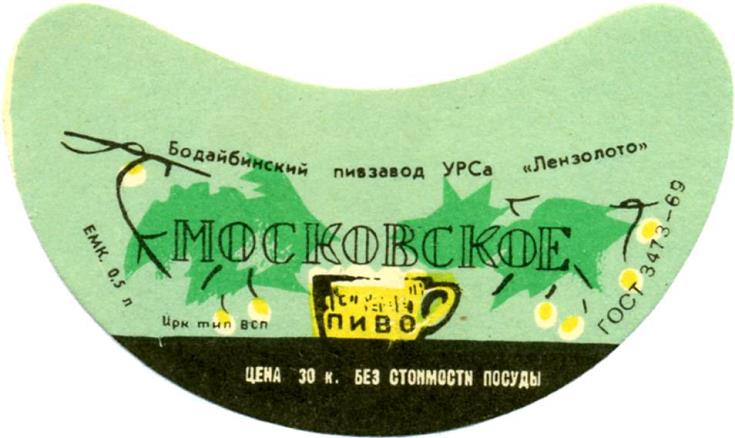 Бодайбинский пивзавод УРСа «Лензолото»
МОСКОВСКОЕ
ПИВО
ЕМК. 0,5 л
ГОСТ 3473-69
Ирк тип ВСП
ЦЕНА 30 к. БЕЗ СТОИМОСТИ ПОСУДЫ